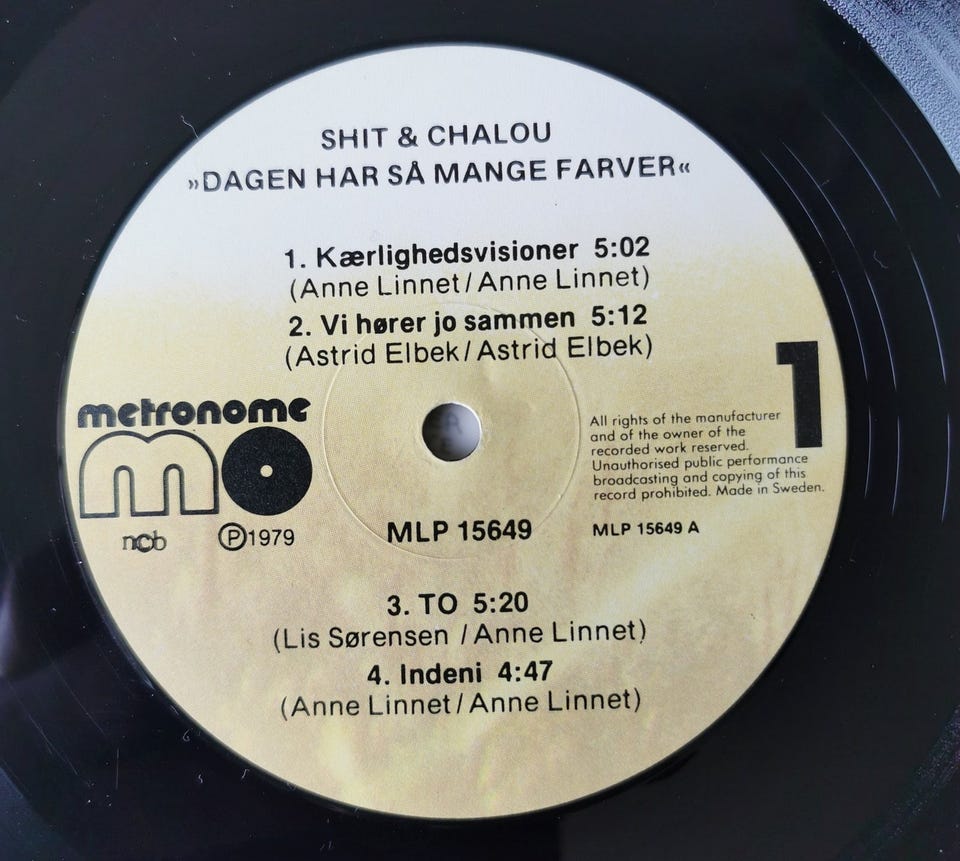 SHIT & CHALOU
»DAGEN HAR SÅ MANGE FARVER«
1. Kærlighedsvisioner 5:02
(Anne Linnet/Anne Linnet)
2. Vi hører jo sammen 5:12
(Astrid Elbek/Astrid Elbek)
metronome
mo
ncb
Ⓟ1979
MLP 15649
1
All rights of the manufacturer
and of the owner of the
recorded work reserved.
Unauthorised public performance
broadcasting and copying of this
record prohibited. Made in Sweden.
MLP 15649 A
3. TO 5:20
(Lis Sørensen /Anne Linnet)
4. Indeni 4:47
(Anne Linnet/Anne Linnet)